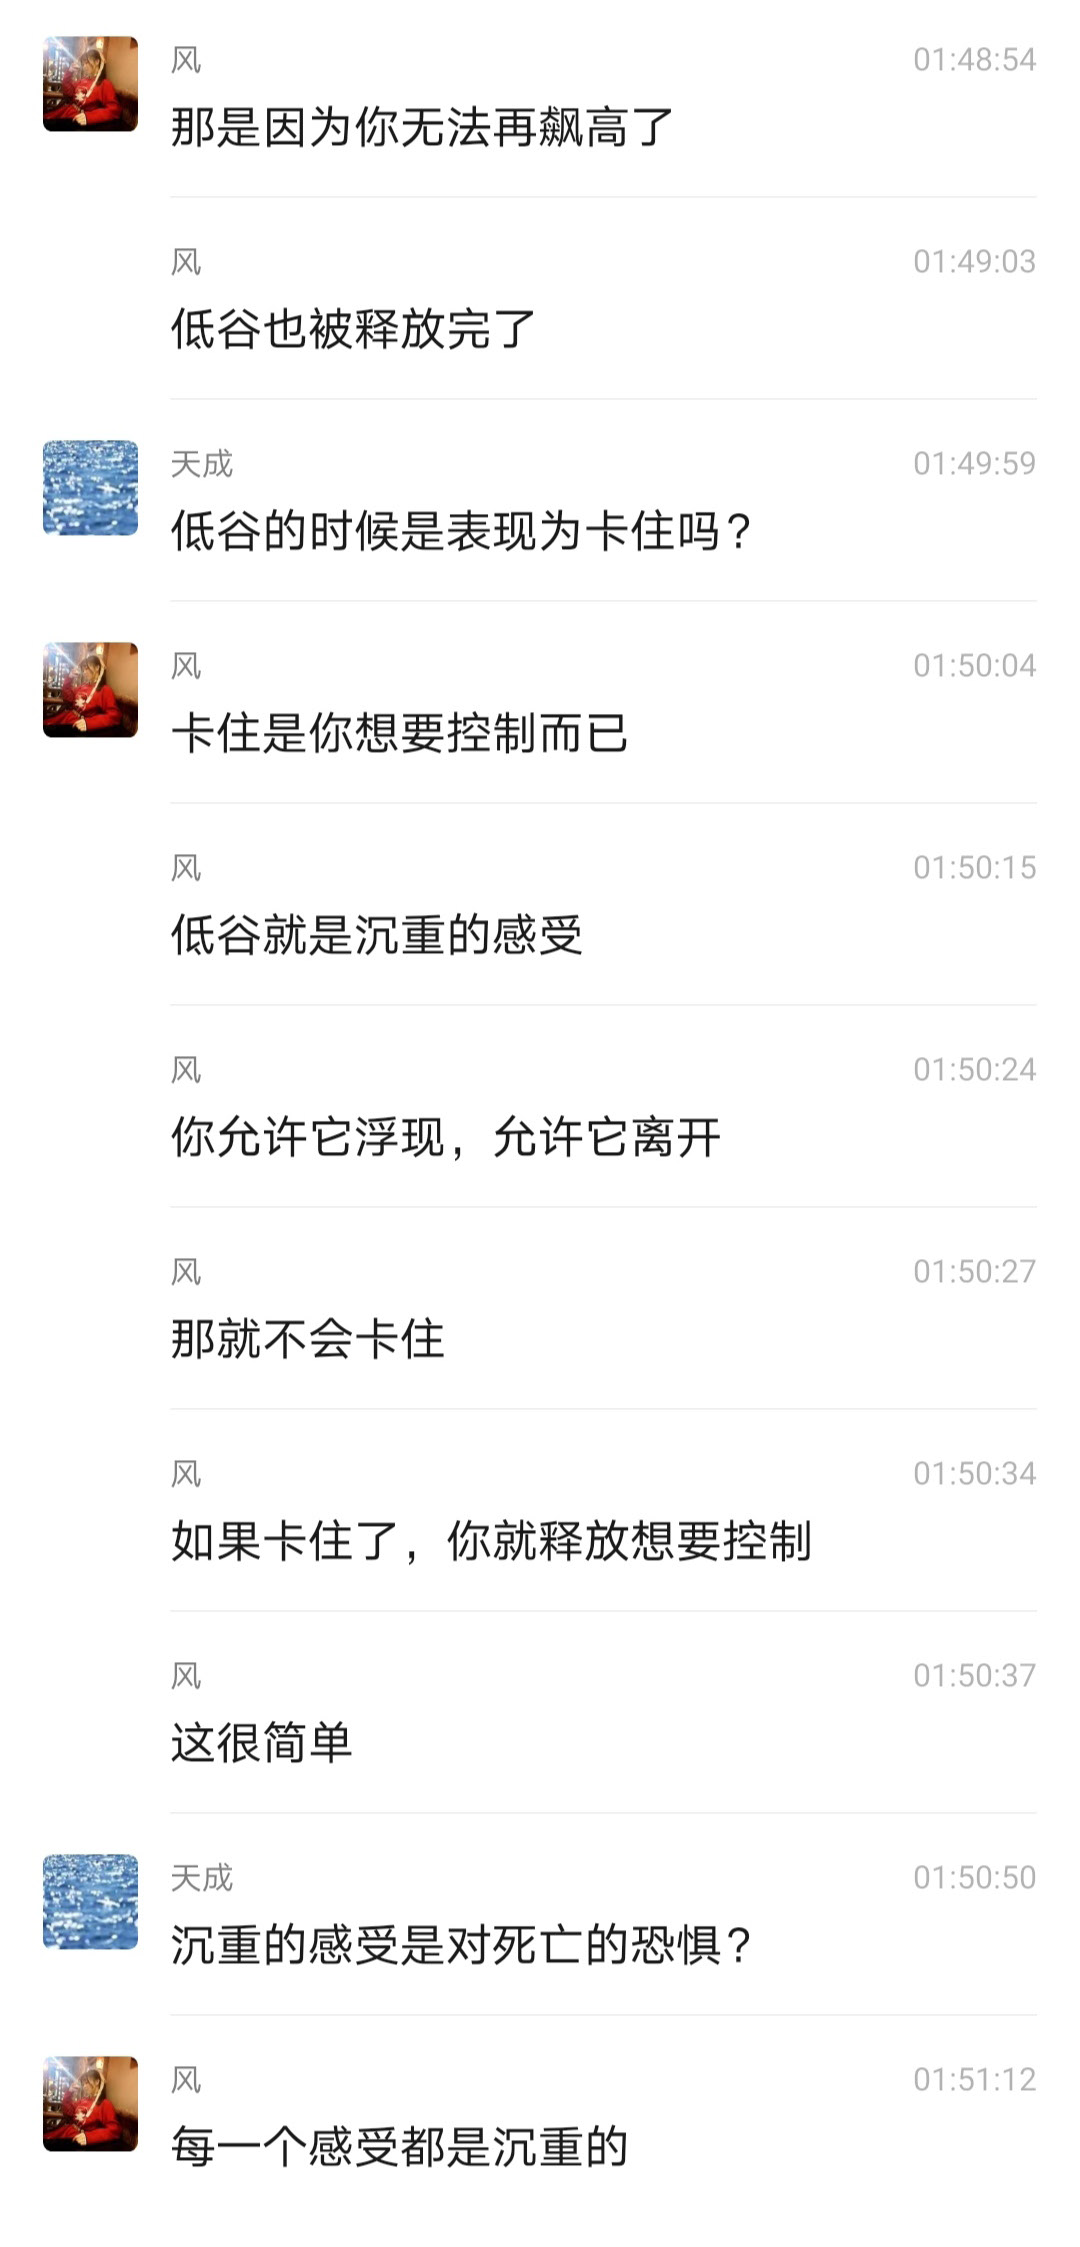 风
01:48:54
那是因为你无法再飙高了
风
01:49:03
低谷也被释放完了
天成
01:49:59
低谷的时候是表现为卡住吗？
风
01:50:04
卡住是你想要控制而已
风
01:50:15
低谷就是沉重的感受
风
01:50:24
你允许它浮现，允许它离开
风
01:50:27
那就不会卡住
风
01:50:34
如果卡住了，你就释放想要控制
风
01:50:37
这很简单
天成
01:50:50
沉重的感受是对死亡的恐惧？
风
01:51:12
每一个感受都是沉重的